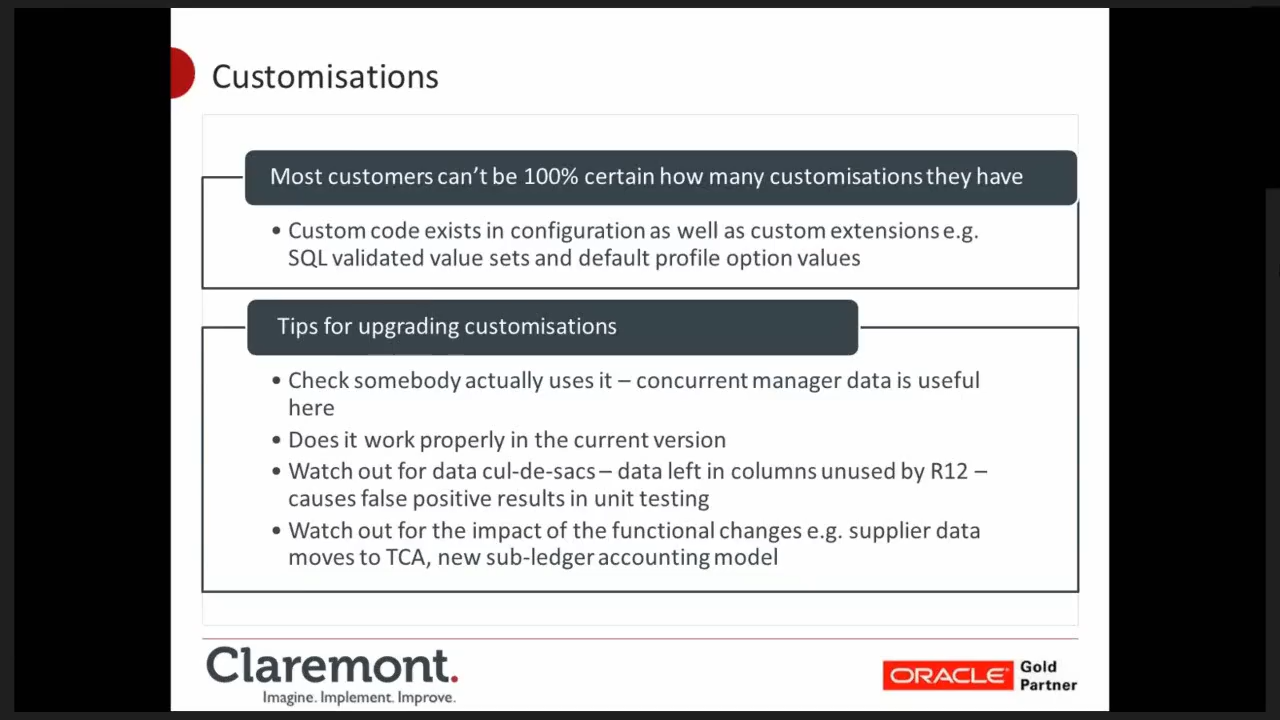 Customisations
Most customers can’t be 100% certain how many customisations they have
• Custom code exists in configuration as well as custom extensions e.g.
SQL validated value sets and default profile option values
Tips for upgrading customisations
• Check somebody actually uses it – concurrent manager data is useful
here
• Does it work properly in the current version
• Watch out for data cul-de-sacs – data left in columns unused by R12 –
causes false positive results in unit testing
• Watch out for the impact of the functional changes e.g. supplier data
moves to TCA, new sub-ledger accounting model
Claremont.
Imagine. Implement. Improve.
ORACLE Gold
Partner